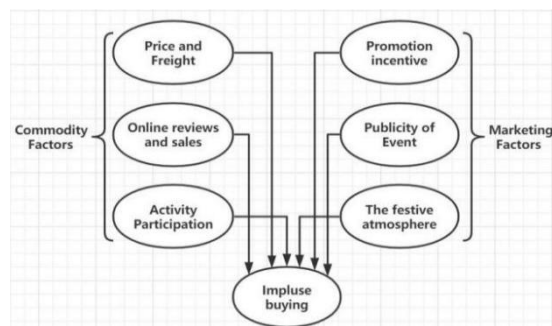 Price and
Freight
Promotion
incentive
Commodity
Factors
Online reviews
and sales
Publicity of
Event
Marketing
Factors
Activity
Participation
The festive
atmosphere
Impluse
buying